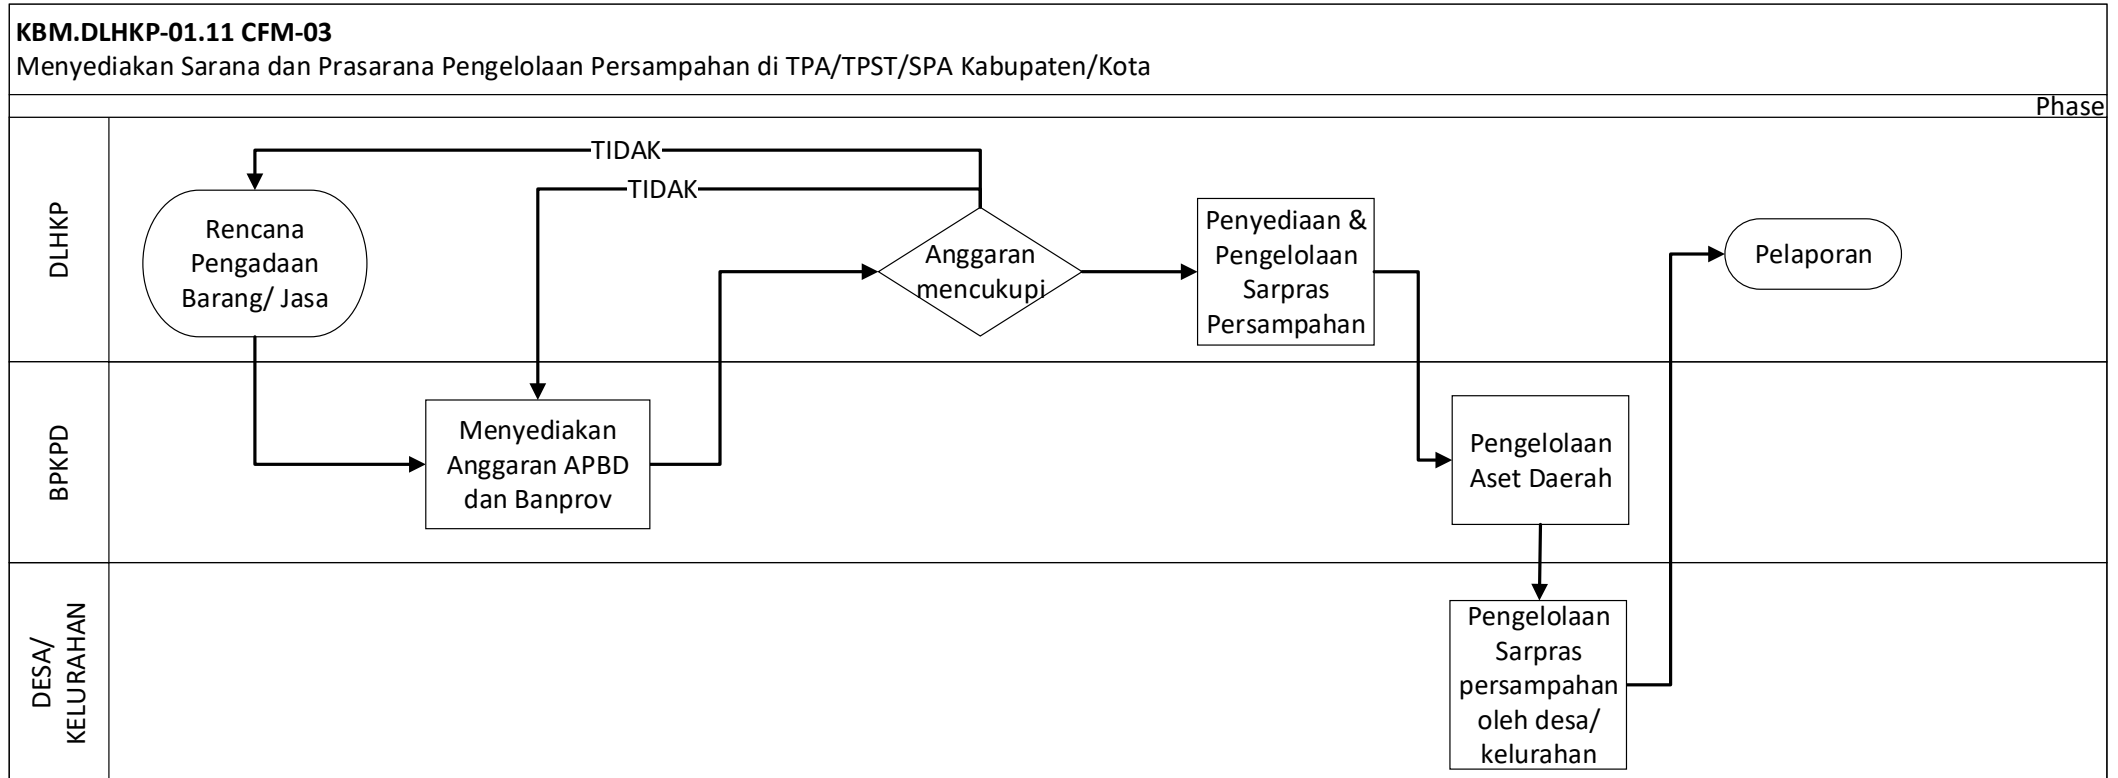 KBM.DLHKP-01.11 CFM-03
Menyediakan Sarana dan Prasarana Pengelolaan Persampahan di TPA/TPST/SPA Kabupaten/Kota
Phase
DLHKP
TIDAK
TIDAK
Rencana
Pengadaan
Barang/ Jasa
Anggaran
mencukupi
Penyediaan &
Pengelolaan
Sarpras
Persampahan
Pelaporan
BPKPD
Menyediakan
Anggaran APBD
dan Banprov
Pengelolaan
Aset Daerah
DESA/
KELURAHAN
Pengelolaan
Sarpras
persampahan
oleh desa/
kelurahan